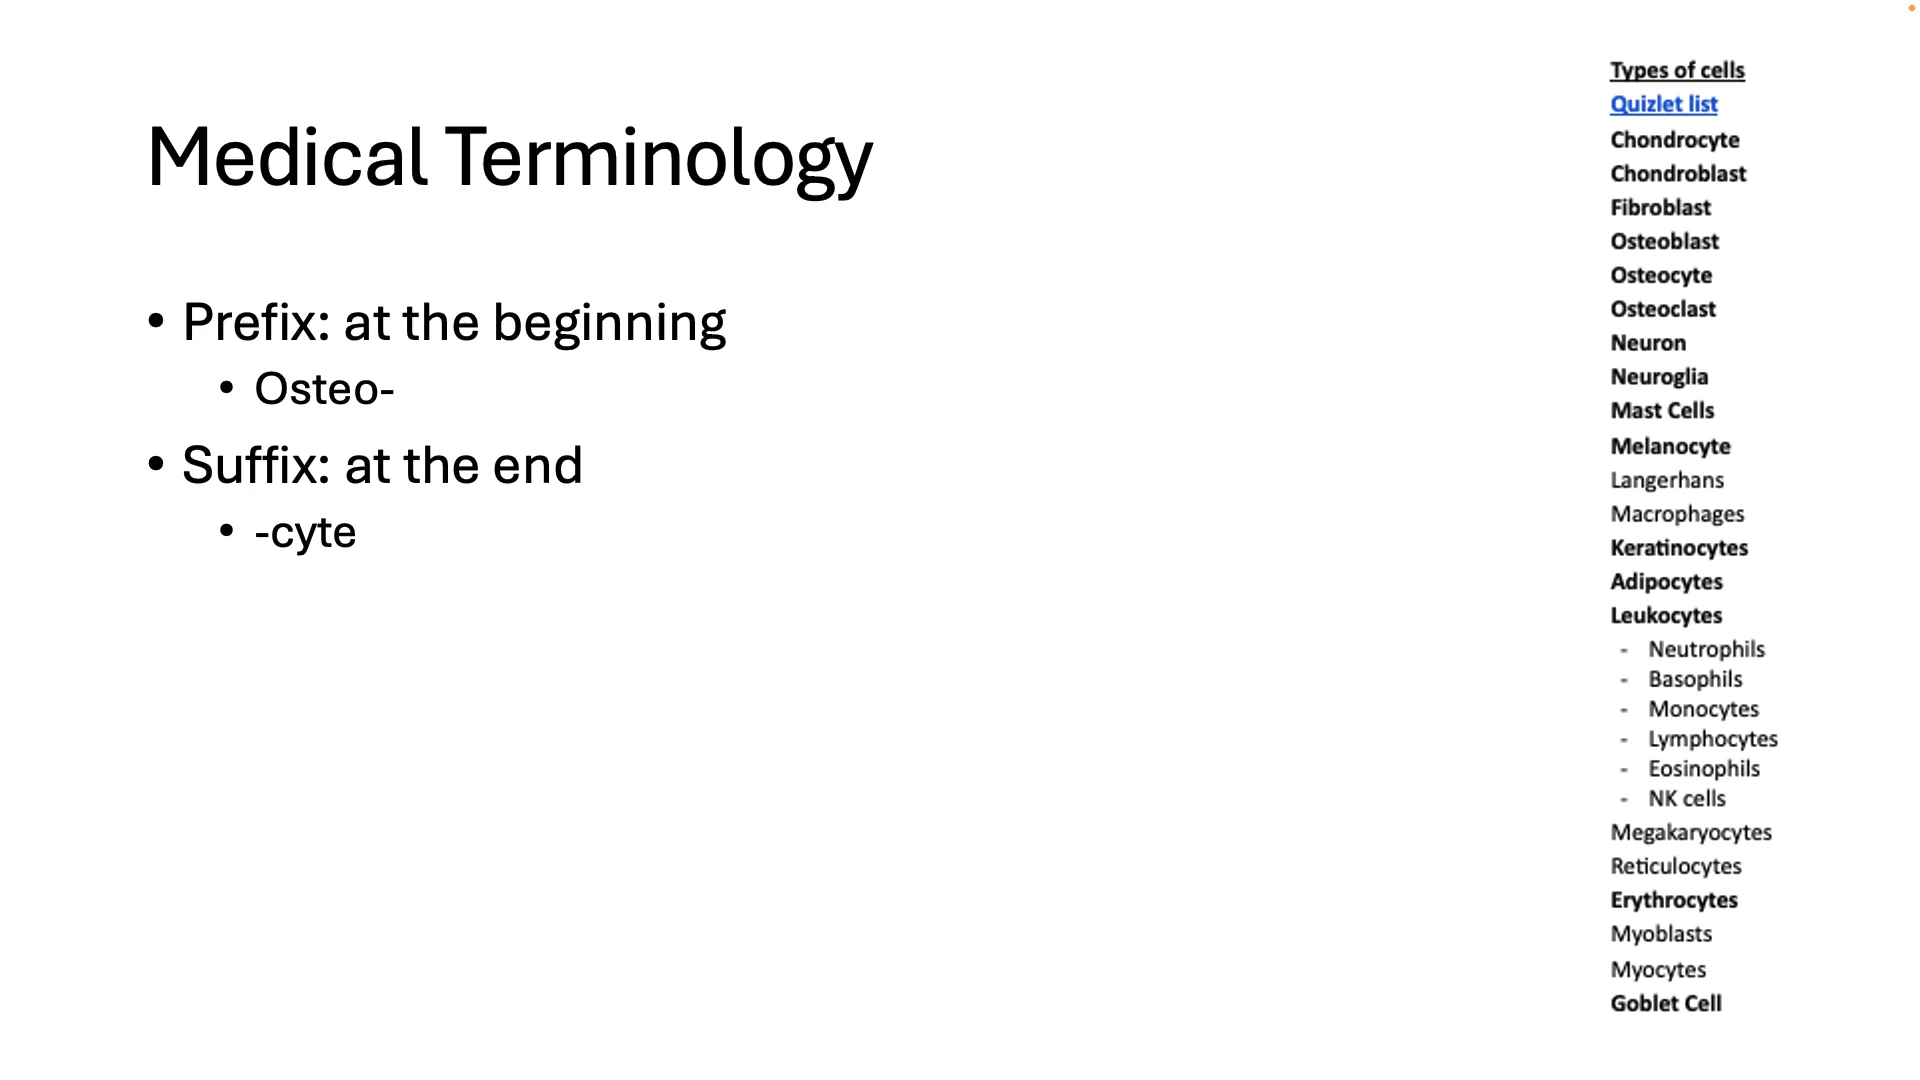 Medical Terminology
• Prefix: at the beginning
• Osteo-
• Suffix: at the end
• -cyte
Types of cells
Quizlet list
Chondrocyte
Chondroblast
Fibroblast
Osteoblast
Osteocyte
Osteoclast
Neuron
Neuroglia
Mast Cells
Melanocyte
Langerhans
Macrophages
Keratinocytes
Adipocytes
Leukocytes
- Neutrophils
- Basophils
- Monocytes
- Lymphocytes
- Eosinophils
- NK cells
Megakaryocytes
Reticulocytes
Erythrocytes
Myoblasts
Myocytes
Goblet Cell